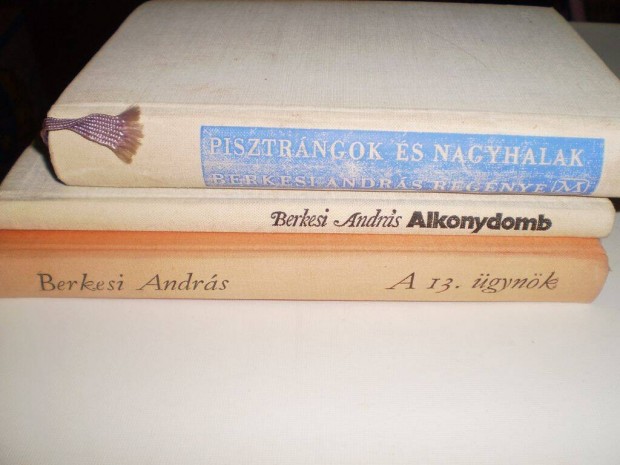 PISZTRÁNGOK ÉS NAGYHALAK
BERKESI ANDRÁS REGÉNYE M
Berkesi András Alkonydomb
Berkesi András A 13. ügynök